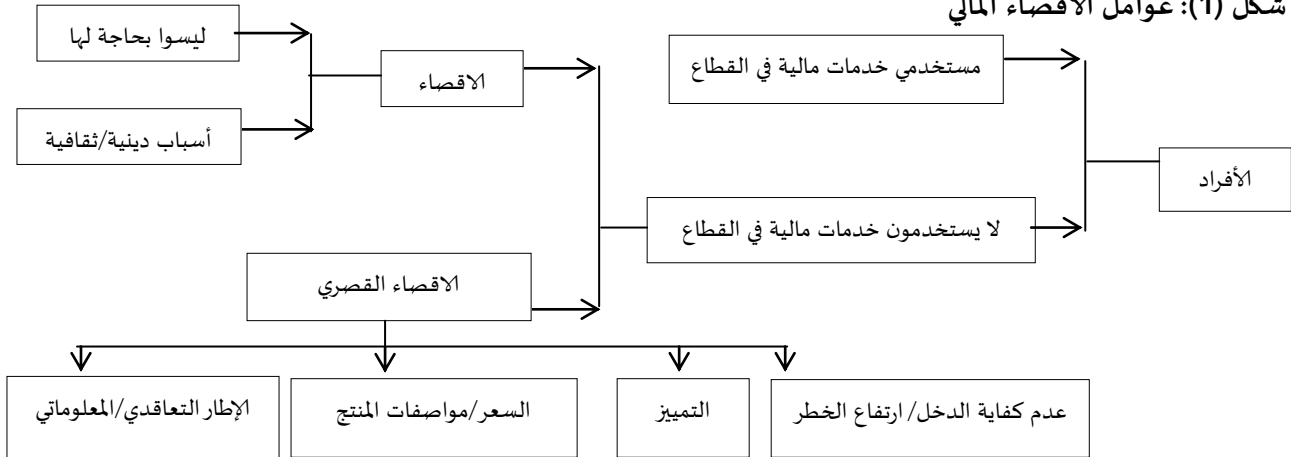 شكل (1): عوامل الاقصاء المالي
ليسوا بحاجة لها
مستخدمي خدمات مالية في القطاع
الاقصاء
أسباب دينية/ثقافية
الأفراد
لا يستخدمون خدمات مالية في القطاع
الاقصاء القصري
عدم كفاية الدخل/ ارتفاع الخطر
التمييز
السعر/مواصفات المنتج
الإطار التعاقدي/المعلوماتي